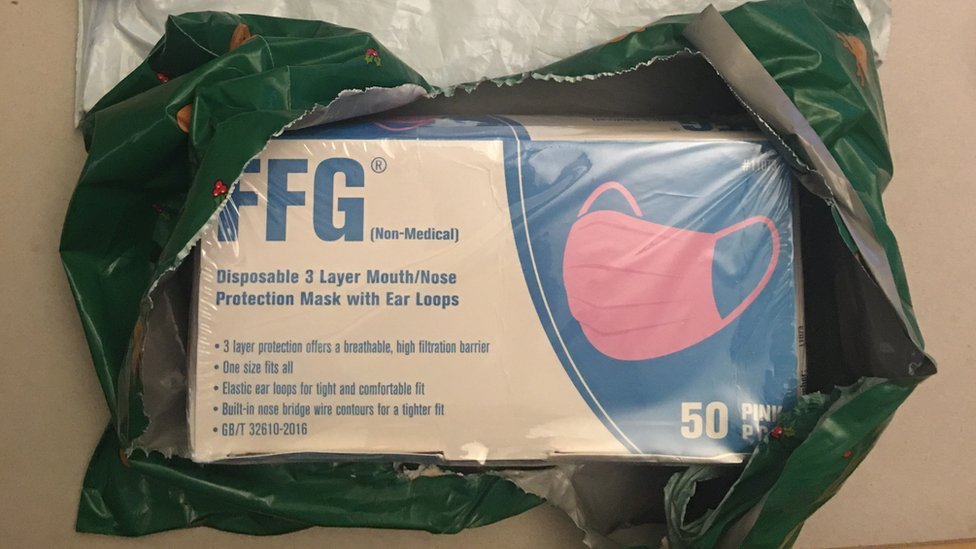 FFG®
(Non-Medical)
Disposable 3 Layer Mouth/Nose
Protection Mask with Ear Loops
• 3 layer protection offers a breathable, high filtration barrier
• One size fits all
• Elastic ear loops for tight and comfortable fit
• Built-in nose bridge wire contours for a tighter fit
• GB/T 32610-2016
50 PINK